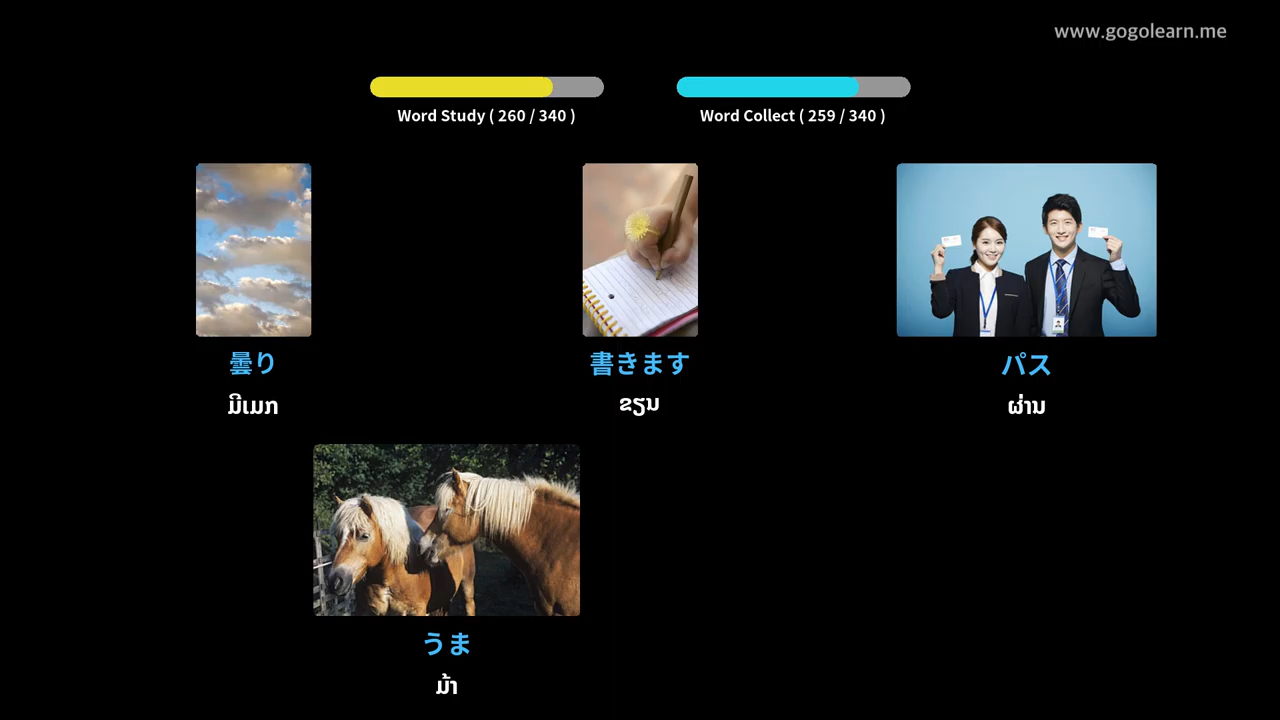 www.gogolearn.me
Word Study ( 260 / 340 )
Word Collect ( 259 / 340 )
曇り
書きます
パス
ມີເມກ
ຂຽນ
ຜ່ານ
うま
ມ້າ